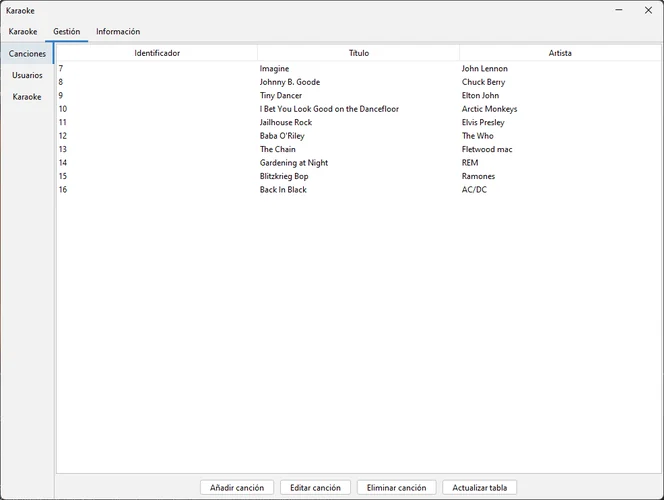 Karaoke
Karaoke Gestión Información
Canciones
Usuarios
Karaoke
Identificador Título Artista
7 Imagine John Lennon
8 Johnny B. Goode Chuck Berry
9 Tiny Dancer Elton John
10 I Bet You Look Good on the Dancefloor Arctic Monkeys
11 Jailhouse Rock Elvis Presley
12 Baba O'Riley The Who
13 The Chain Fletwood mac
14 Gardening at Night REM
15 Blitzkrieg Bop Ramones
16 Back In Black AC/DC
Añadir canción Editar canción Eliminar canción Actualizar tabla